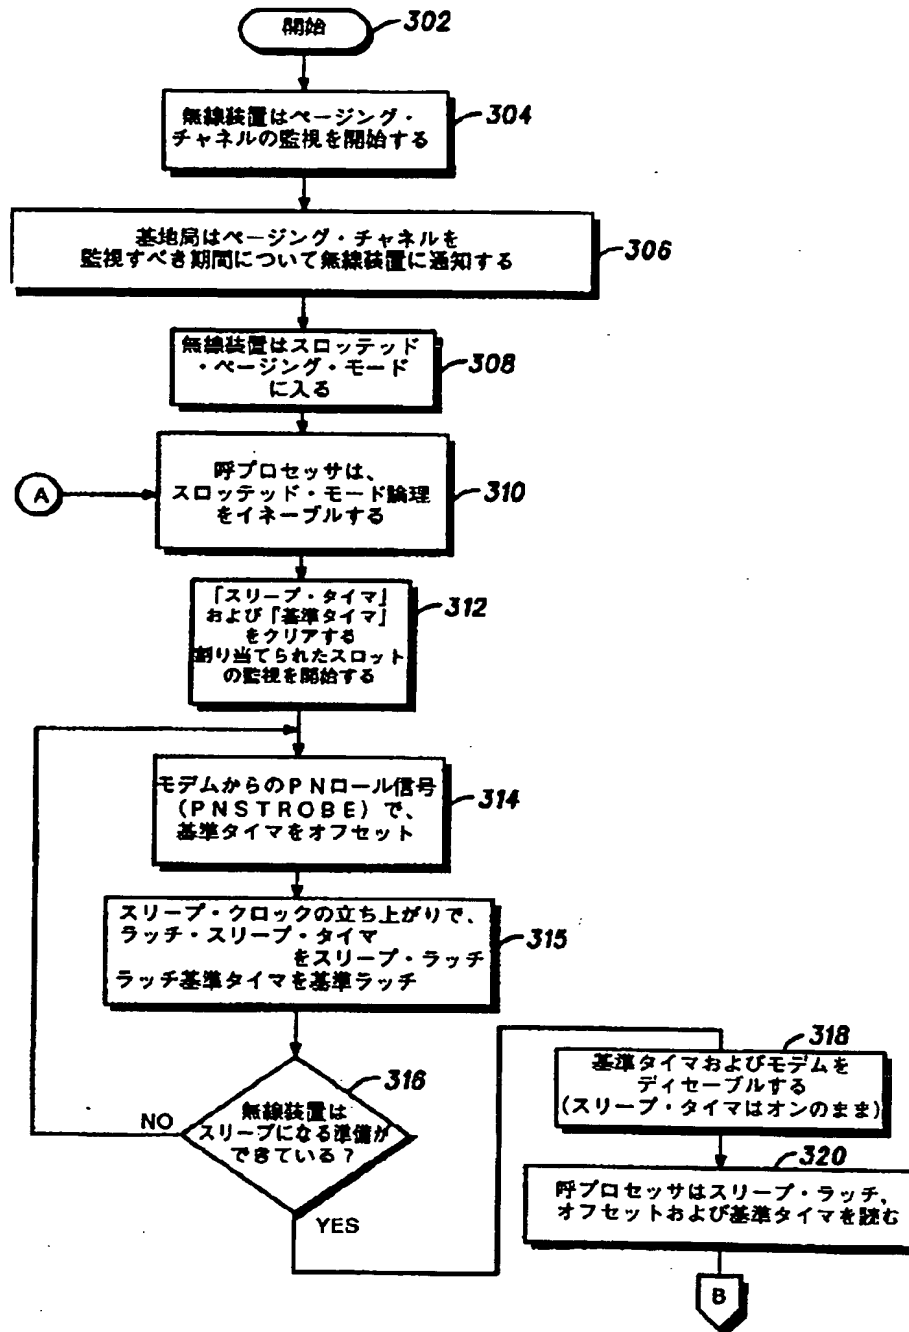 開始
302
無線装置はページング・
チャネルの監視を開始する
304
基地局はページング・チャネルを
監視すべき期間について無線装置に通知する
306
無線装置はスロッテッド
・ページング・モード
に入る
308
呼プロセッサは、
スロッテッド・モード論理
をイネーブルする
310
A
「スリープ・タイマ」
および「基準タイマ」
をクリアする
割り当てられたスロット
の監視を開始する
312
モデムからのPNロール信号
(PNSTROBE)で、
基準タイマをオフセット
314
スリープ・クロックの立ち上がりで、
ラッチ・スリープ・タイマ
をスリープ・ラッチ
ラッチ基準タイマを基準ラッチ
315
無線装置は
スリープになる準備が
できている?
316
NO
YES
318
基準タイマおよびモデムを
ディセーブルする
(スリープ・タイマはオンのまま)
320
呼プロセッサはスリープ・ラッチ,
オフセットおよび基準タイマを読む
B